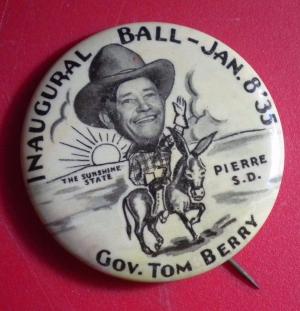 INAUGURAL BALL - JAN. 8 '35
THE SUNSHINE
STATE
PIERRE
S.D.
GOV. TOM BERRY